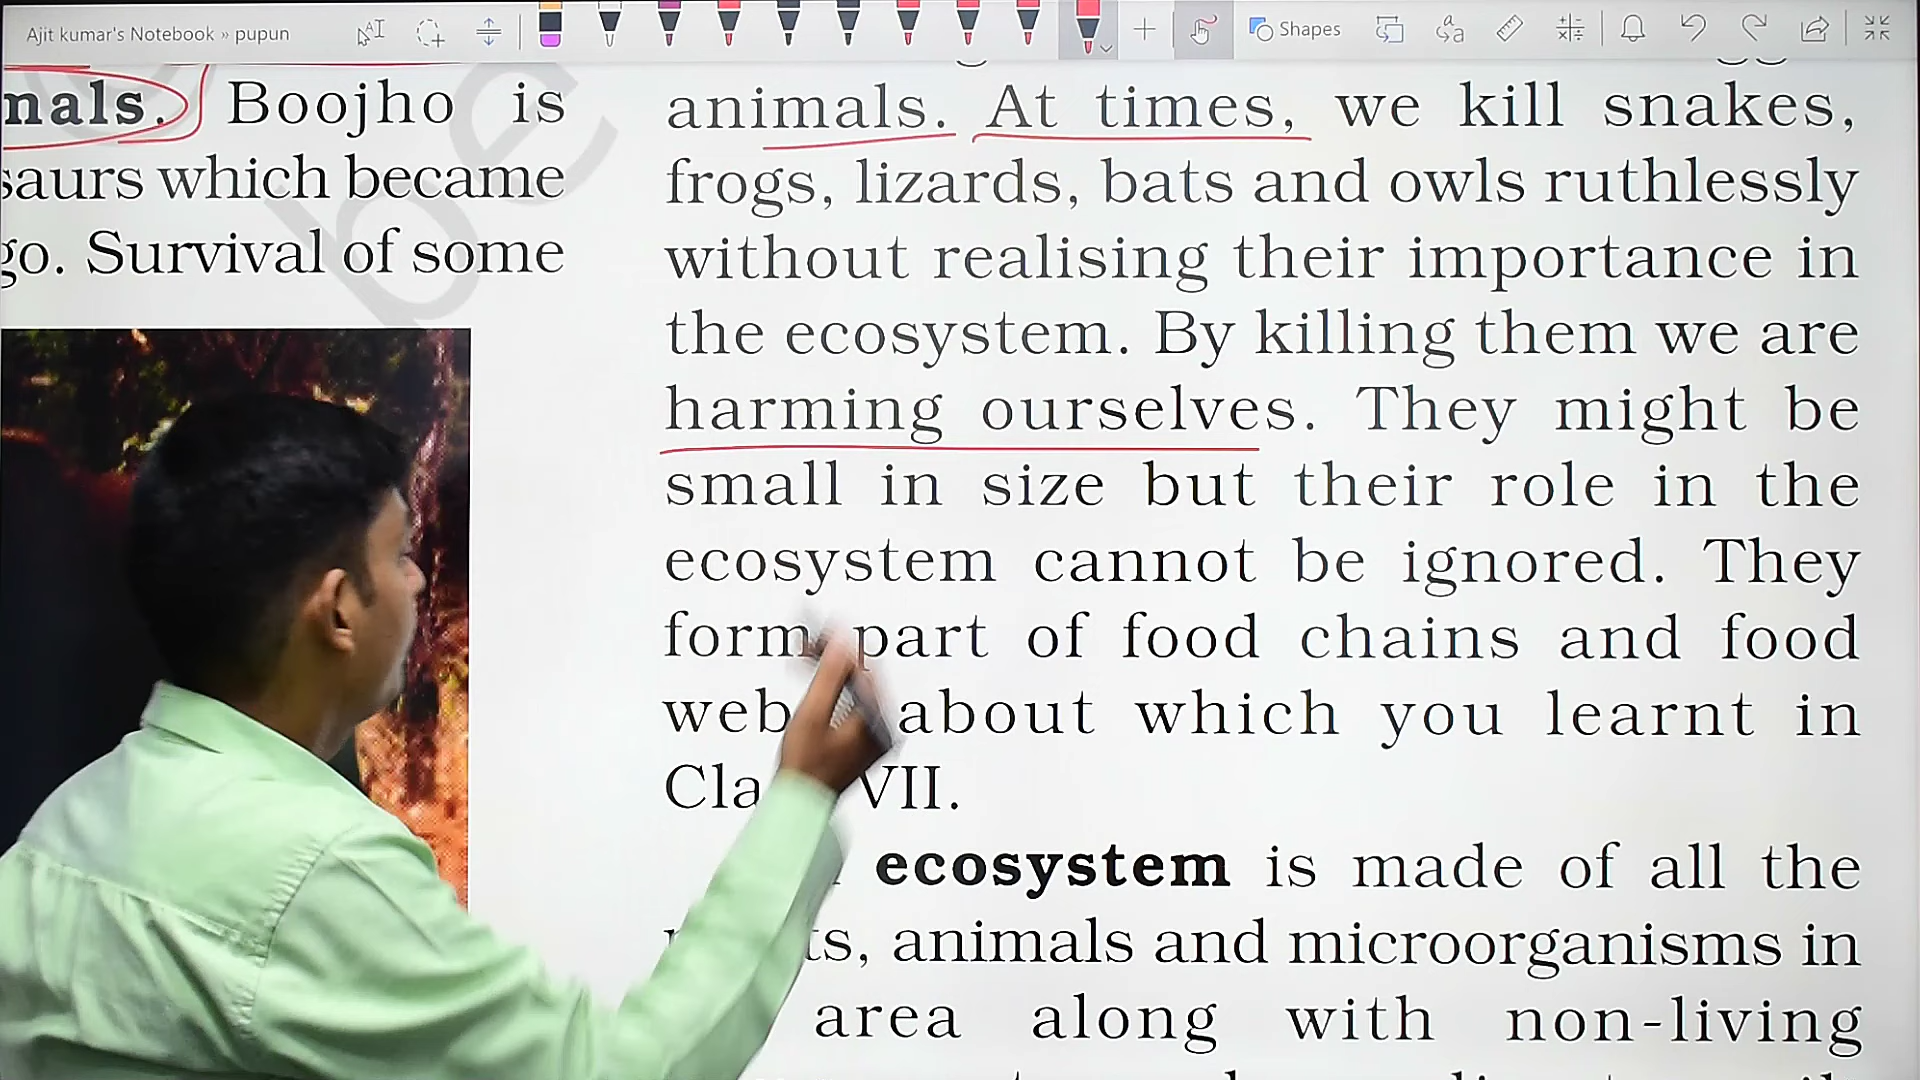 Ajit kumar's Notebook » pupun
Shapes
nals. Boojho is
saurs which became
go. Survival of some
be
animals. At times, we kill snakes,
frogs, lizards, bats and owls ruthlessly
without realising their importance in
the ecosystem. By killing them we are
harming ourselves. They might be
small in size but their role in the
ecosystem cannot be ignored. They
form part of food chains and food
web about which you learnt in
Cla VII.
ecosystem is made of all the
ts, animals and microorganisms in
area along with non-living